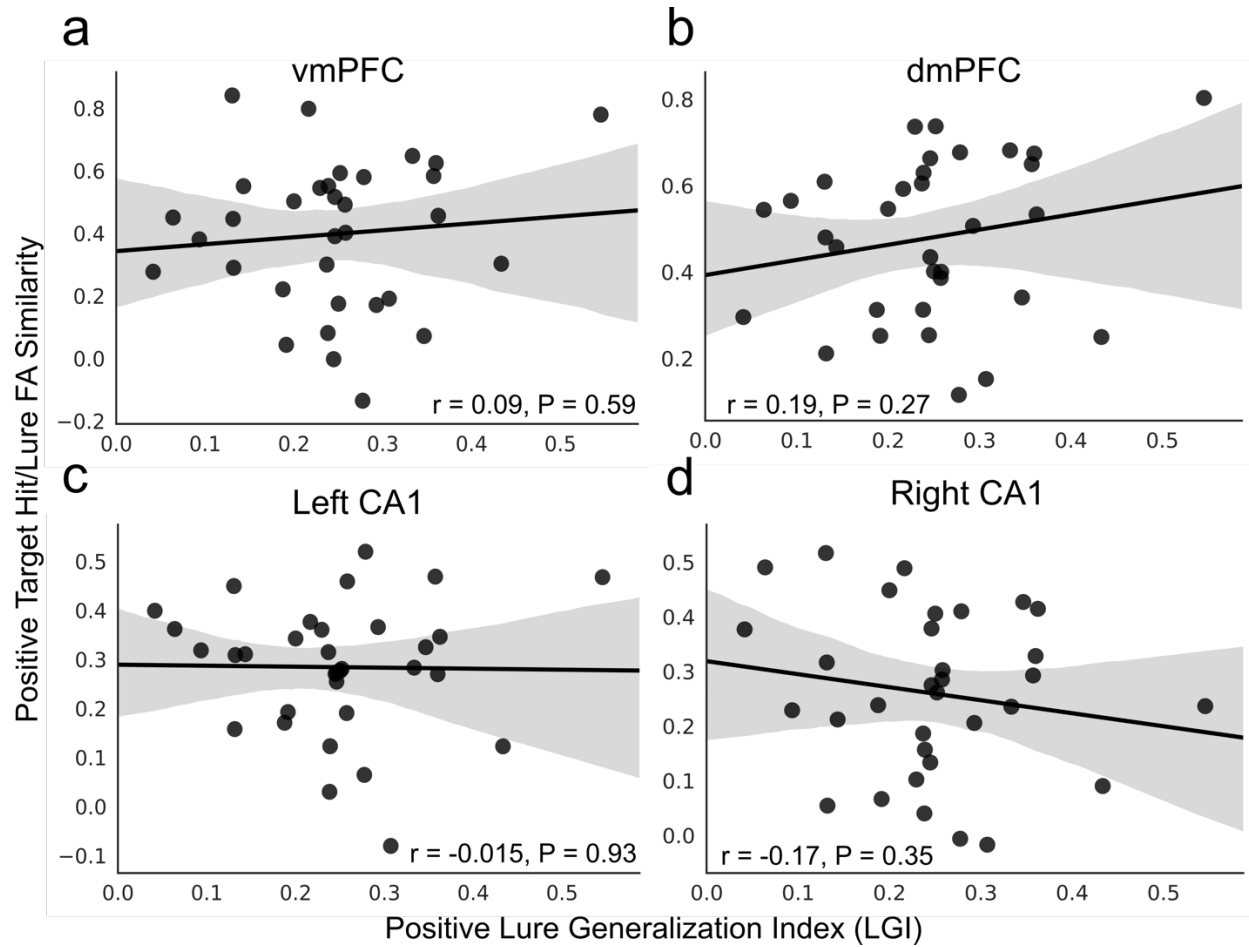 a
vmPFC
0.8
0.6
0.4
0.2
0.0
−0.2
r = 0.09, P = 0.59
0.0 0.1 0.2 0.3 0.4 0.5
b
dmPFC
0.8
0.6
0.4
0.2
r = 0.19, P = 0.27
0.0 0.1 0.2 0.3 0.4 0.5
Positive Target Hit/Lure FA Similarity
c
Left CA1
0.5
0.4
0.3
0.2
0.1
0.0
−0.1
r = -0.015, P = 0.93
0.0 0.1 0.2 0.3 0.4 0.5
d
Right CA1
0.5
0.4
0.3
0.2
0.1
0.0
r = -0.17, P = 0.35
0.0 0.1 0.2 0.3 0.4 0.5
Positive Lure Generalization Index (LGI)